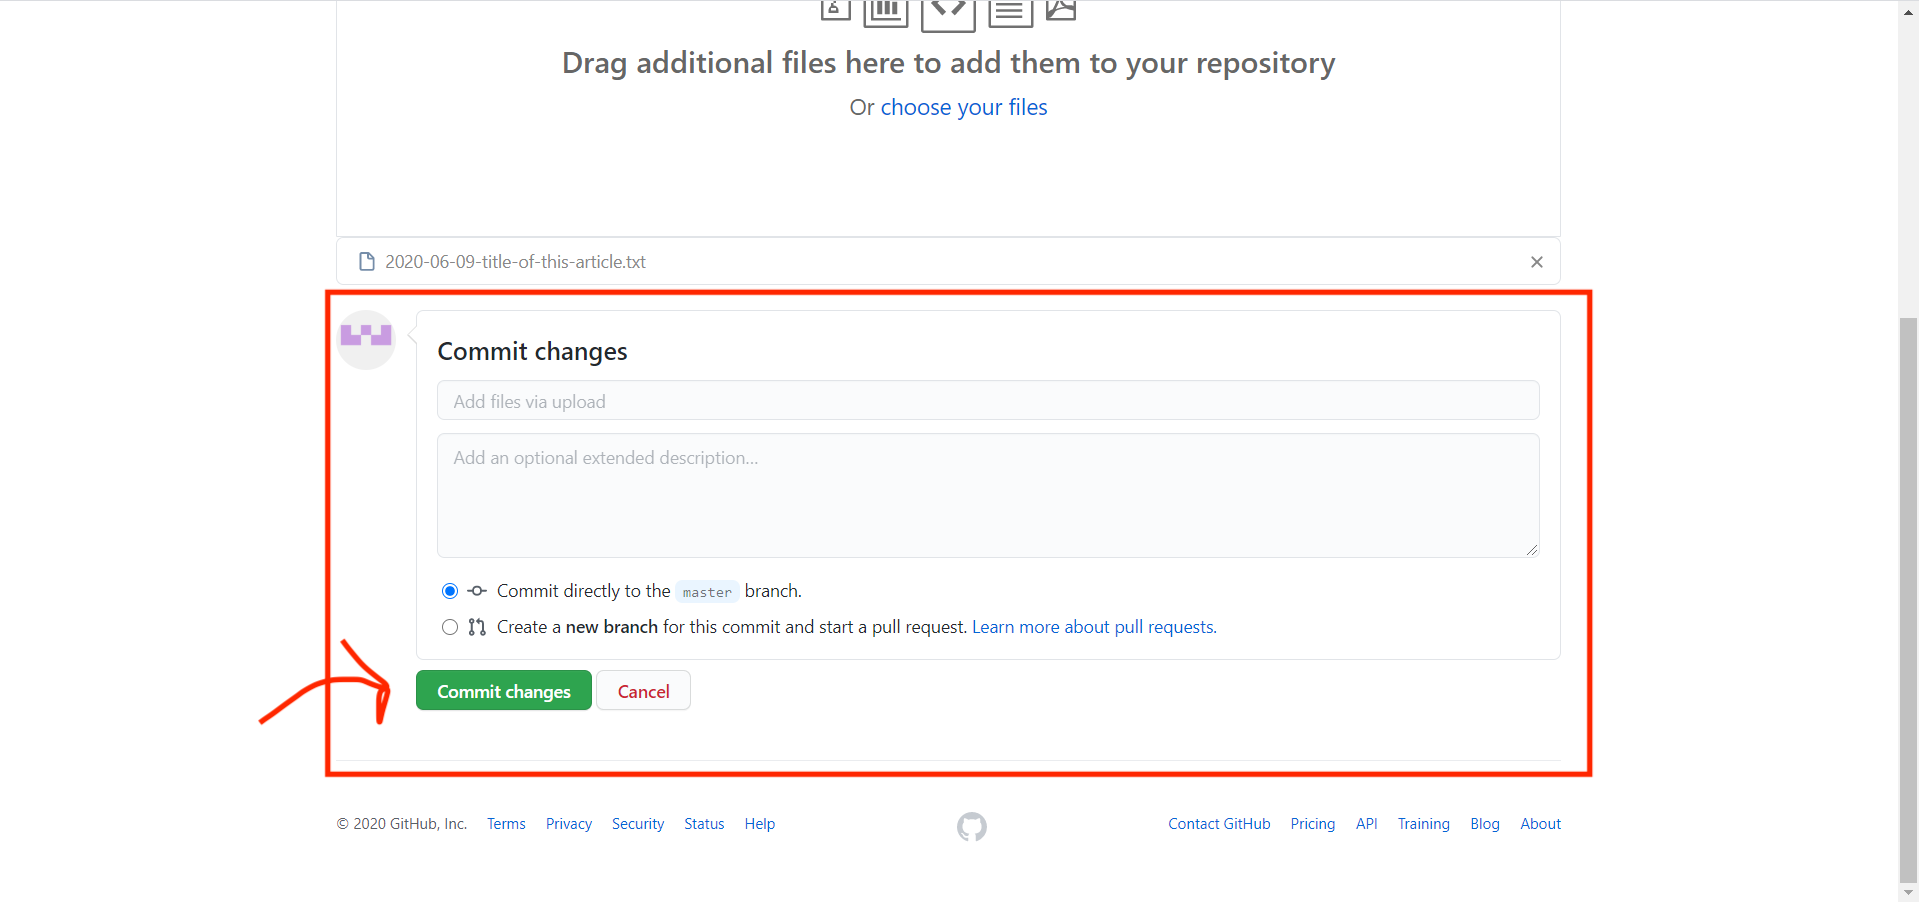 Drag additional files here to add them to your repository
Or choose your files
2020-06-09-title-of-this-article.txt
Commit changes
Add files via upload
Add an optional extended description...
Commit directly to the master branch.
Create a new branch for this commit and start a pull request. Learn more about pull requests.
Commit changes Cancel
© 2020 GitHub, Inc. Terms Privacy Security Status Help Contact GitHub Pricing API Training Blog About